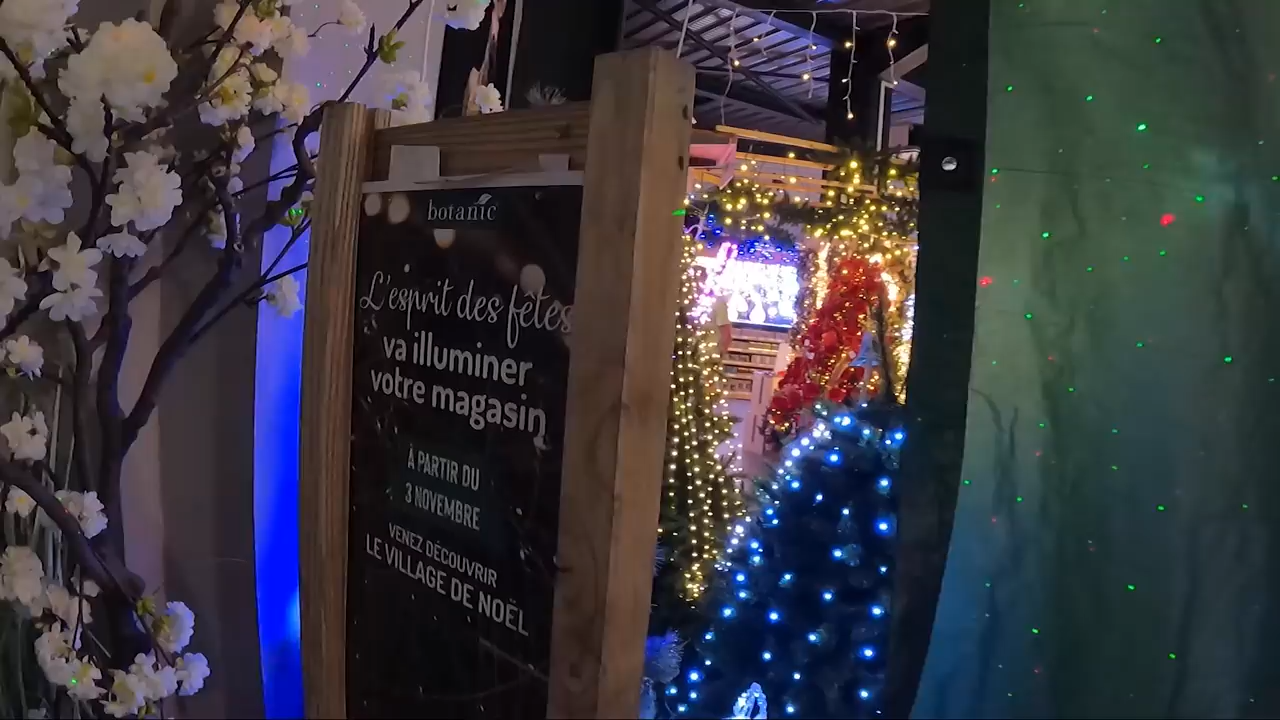 botanic
L'esprit des fêtes
va illuminer
votre magasin
À PARTIR DU
3 NOVEMBRE
VENEZ DÉCOUVRIR
LE VILLAGE DE NOËL